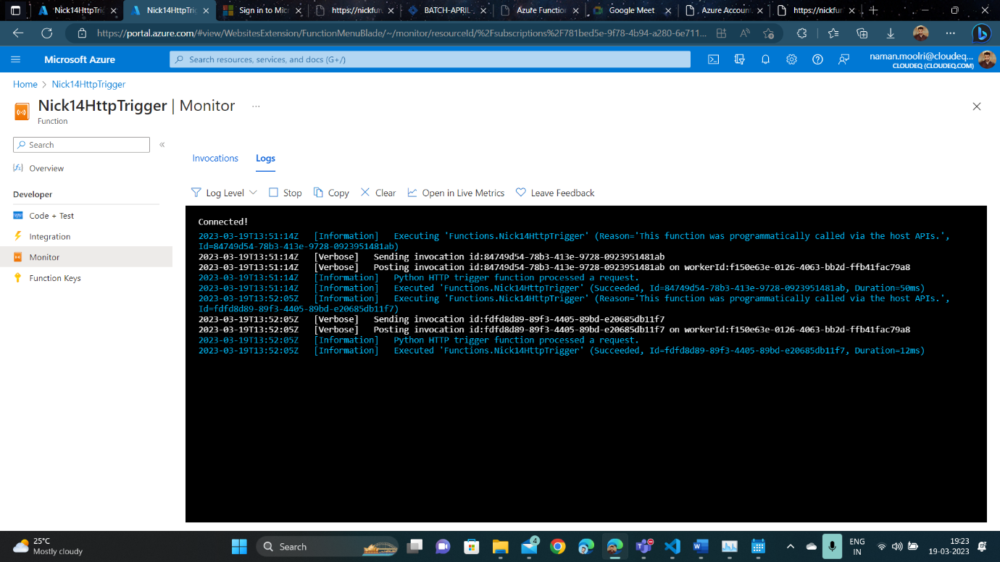 Nick14HttpTrig
Nick14HttpTrig
Sign in to Micr
https://nickfur
BATCH-APRIL-
Azure Function
Google Meet
Azure Account
https://nickfur
https://portal.azure.com/#view/WebsitesExtension/FunctionMenuBlade/~/monitor/resourceId/%2Fsubscriptions%2F781bed5e-9f78-4b94-a280-6e711...
Microsoft Azure
Search resources, services, and docs (G+/)
naman.moolri@cloudeq...
CLOUDEQ (CLOUDEQ.COM)
Home > Nick14HttpTrigger
Nick14HttpTrigger | Monitor ...
Function
Search
«
Overview
Developer
Code + Test
Integration
Monitor
Function Keys
Invocations Logs
Log Level Stop Copy Clear Open in Live Metrics Leave Feedback
Connected!
2023-03-19T13:51:14Z [Information] Executing 'Functions.Nick14HttpTrigger' (Reason='This function was programmatically called via the host APIs.',
Id=84749d54-78b3-413e-9728-0923951481ab)
2023-03-19T13:51:14Z [Verbose] Sending invocation id:84749d54-78b3-413e-9728-0923951481ab
2023-03-19T13:51:14Z [Verbose] Posting invocation id:84749d54-78b3-413e-9728-0923951481ab on workerId:f150e63e-0126-4063-bb2d-ffb41fac79a8
2023-03-19T13:51:14Z [Information] Python HTTP trigger function processed a request.
2023-03-19T13:51:14Z [Information] Executed 'Functions.Nick14HttpTrigger' (Succeeded, Id=84749d54-78b3-413e-9728-0923951481ab, Duration=50ms)
2023-03-19T13:52:05Z [Information] Executing 'Functions.Nick14HttpTrigger' (Reason='This function was programmatically called via the host APIs.',
Id=fdfd8d89-89f3-4405-89bd-e20685db11f7)
2023-03-19T13:52:05Z [Verbose] Sending invocation id:fdfd8d89-89f3-4405-89bd-e20685db11f7
2023-03-19T13:52:05Z [Verbose] Posting invocation id:fdfd8d89-89f3-4405-89bd-e20685db11f7 on workerId:f150e63e-0126-4063-bb2d-ffb41fac79a8
2023-03-19T13:52:05Z [Information] Python HTTP trigger function processed a request.
2023-03-19T13:52:05Z [Information] Executed 'Functions.Nick14HttpTrigger' (Succeeded, Id=fdfd8d89-89f3-4405-89bd-e20685db11f7, Duration=12ms)
25°C
Mostly cloudy
Search
4
ENG
IN
19:23
19-03-2023